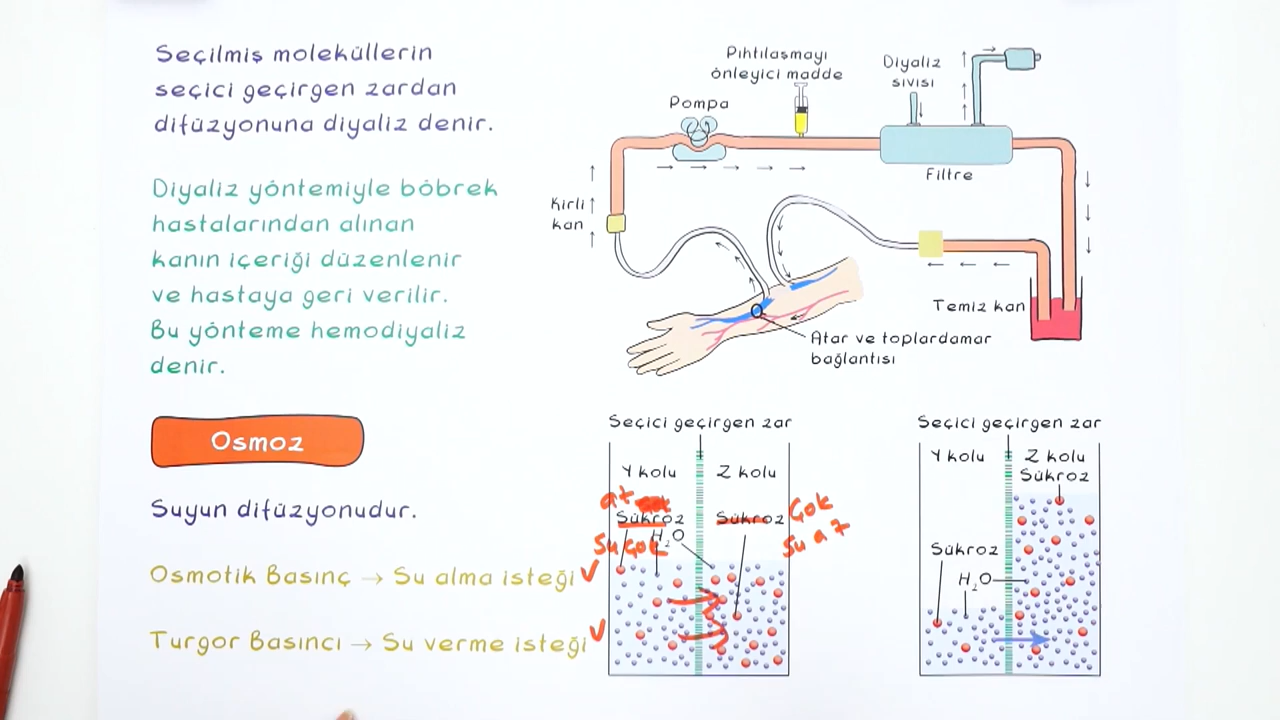 Seçilmiş moleküllerin
seçici geçirgen zardan
difüzyonuna diyaliz denir.
Diyaliz yöntemiyle böbrek
hastalarından alınan
kanın içeriği düzenlenir
ve hastaya geri verilir.
Bu yönteme hemodiyaliz
denir.
Pıhtılaşmayı
önleyici madde
Diyaliz
sıvısı
Pompa
Filtre
Kirli
kan
Temiz kan
Atar ve toplardamar
bağlantısı
Osmoz
Suyun difüzyonudur.
Osmotik Basınç → Su alma isteği ✓
Turgor Basıncı → Su verme isteği ✓
Seçici geçirgen zar
Y kolu
Z kolu
az
Sükroz
Sükroz
çok
H₂O
Su çok
Su az
Seçici geçirgen zar
Y kolu
Z kolu
Sükroz
Sükroz
H₂O